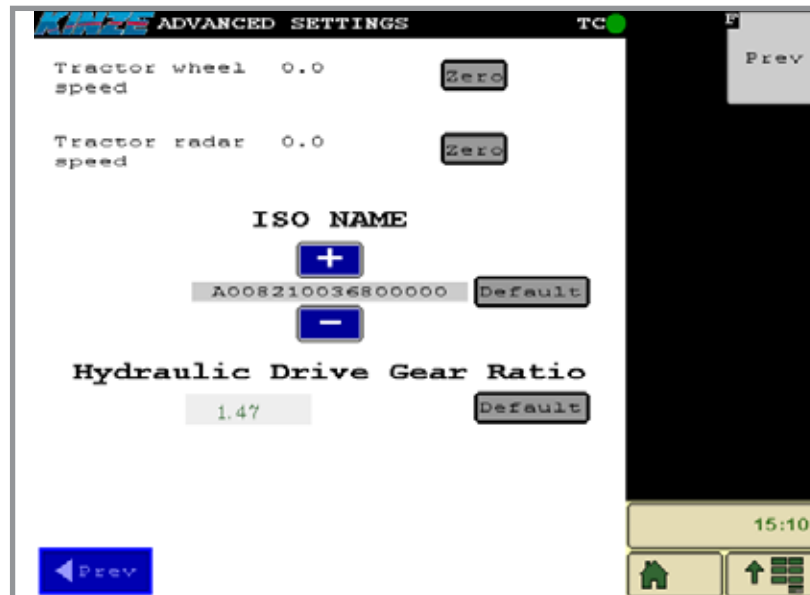 KINZE ADVANCED SETTINGS TC
F
Prev
Tractor wheel speed 0.0 Zero
Tractor radar speed 0.0 Zero
ISO NAME
+
A008210036800000 Default
−
Hydraulic Drive Gear Ratio
1.47 Default
15:10
Prev